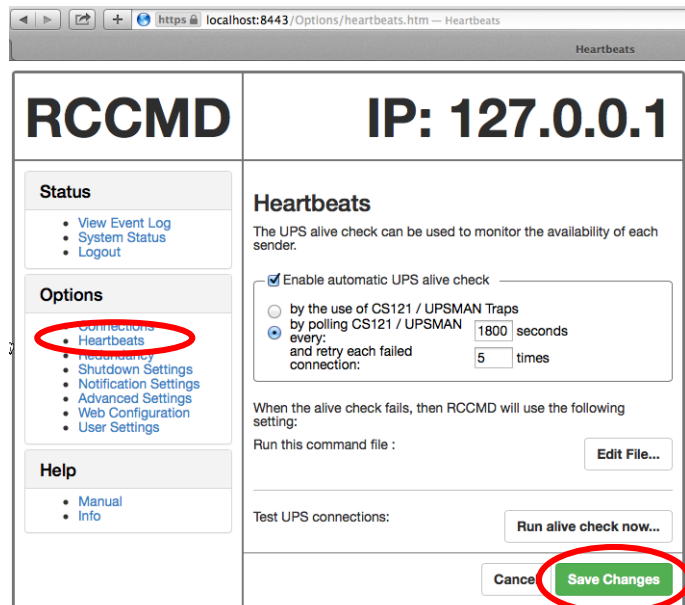 https localhost:8443/Options/heartbeats.htm — Heartbeats
Heartbeats
RCCMD
IP: 127.0.0.1
Status
View Event Log
System Status
Logout
Options
Connections
Heartbeats
Redundancy
Shutdown Settings
Notification Settings
Advanced Settings
Web Configuration
User Settings
Help
Manual
Info
Heartbeats
The UPS alive check can be used to monitor the availability of each
sender.
Enable automatic UPS alive check
by the use of CS121 / UPSMAN Traps
by polling CS121 / UPSMAN
every:
1800 seconds
and retry each failed
connection:
5 times
When the alive check fails, then RCCMD will use the following
setting:
Run this command file :
Edit File...
Test UPS connections:
Run alive check now...
Cancel
Save Changes